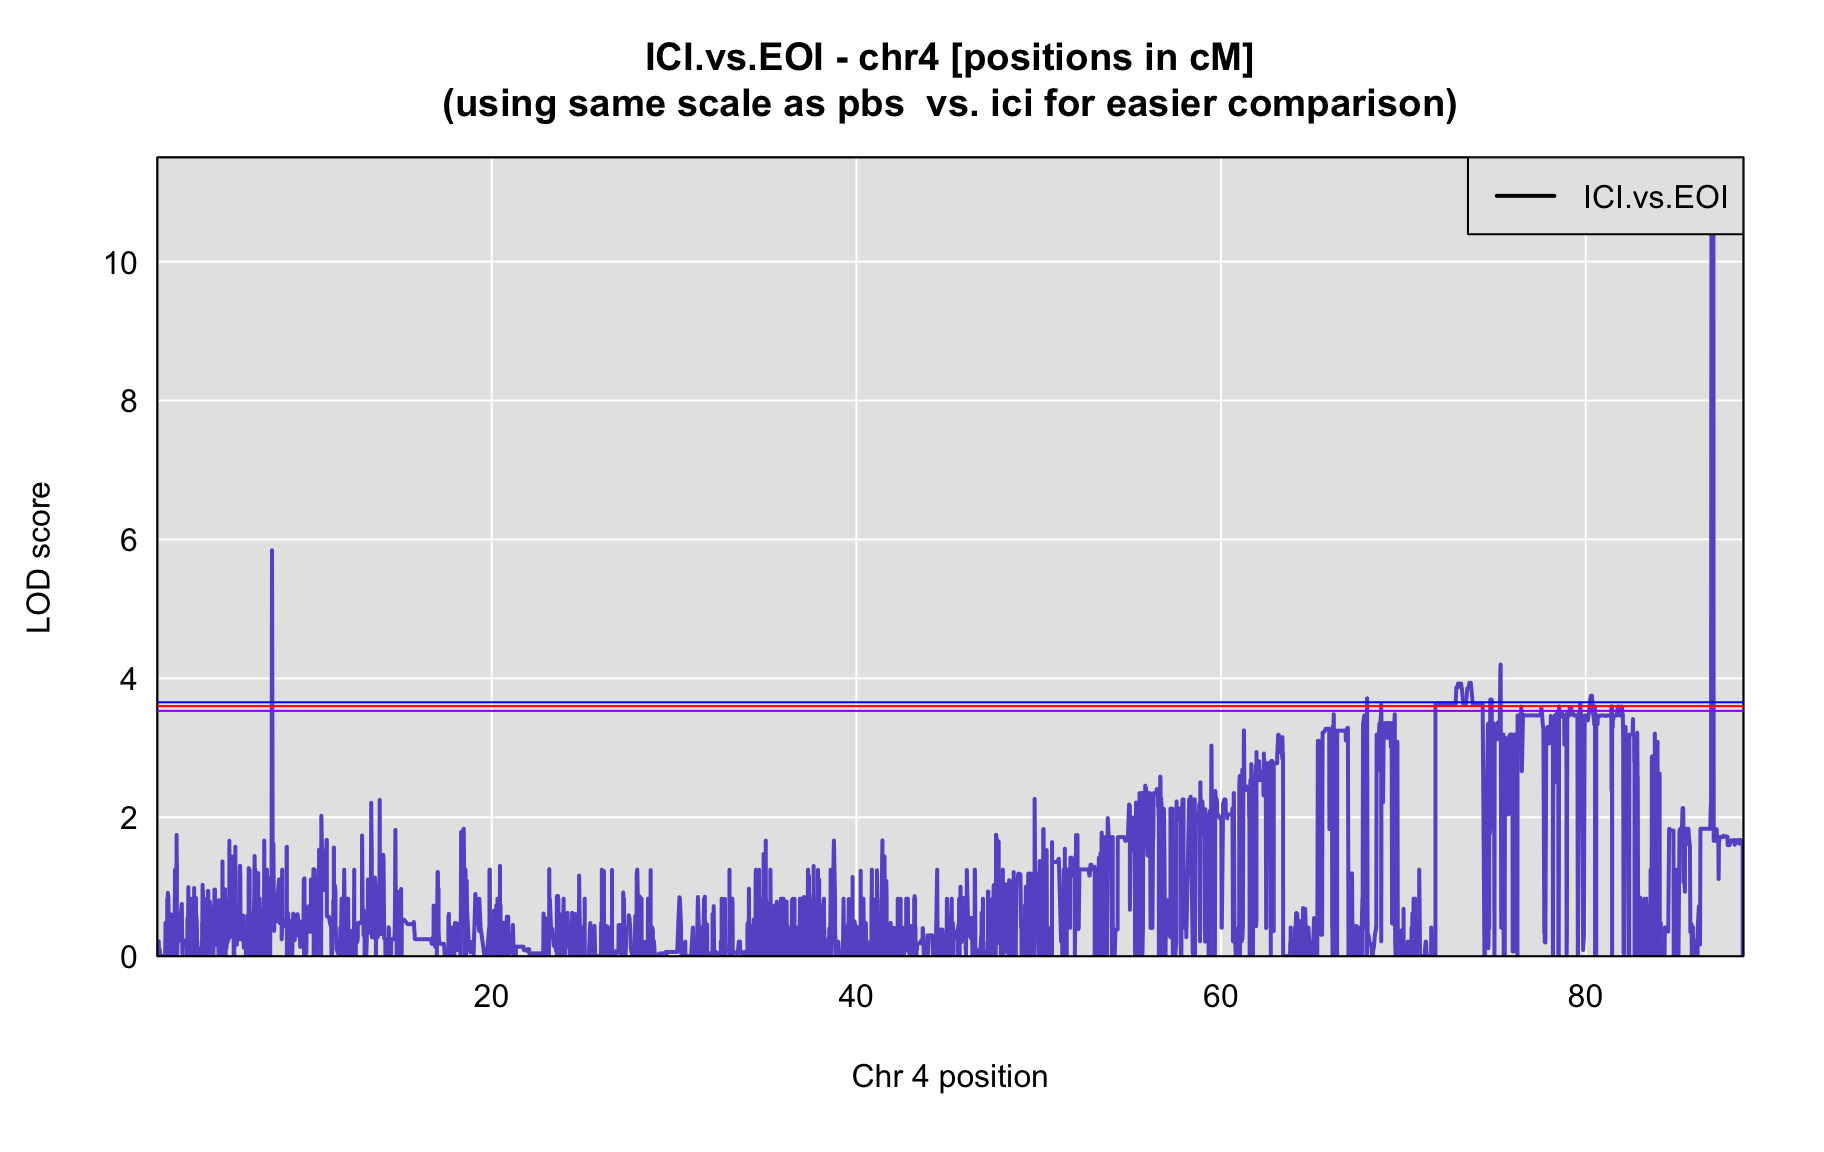 ICI.vs.EOI - chr4 [positions in cM]
(using same scale as pbs  vs. ici for easier comparison)
ICI.vs.EOI
LOD score
10
8
6
4
2
0
20
40
60
80
Chr 4 position